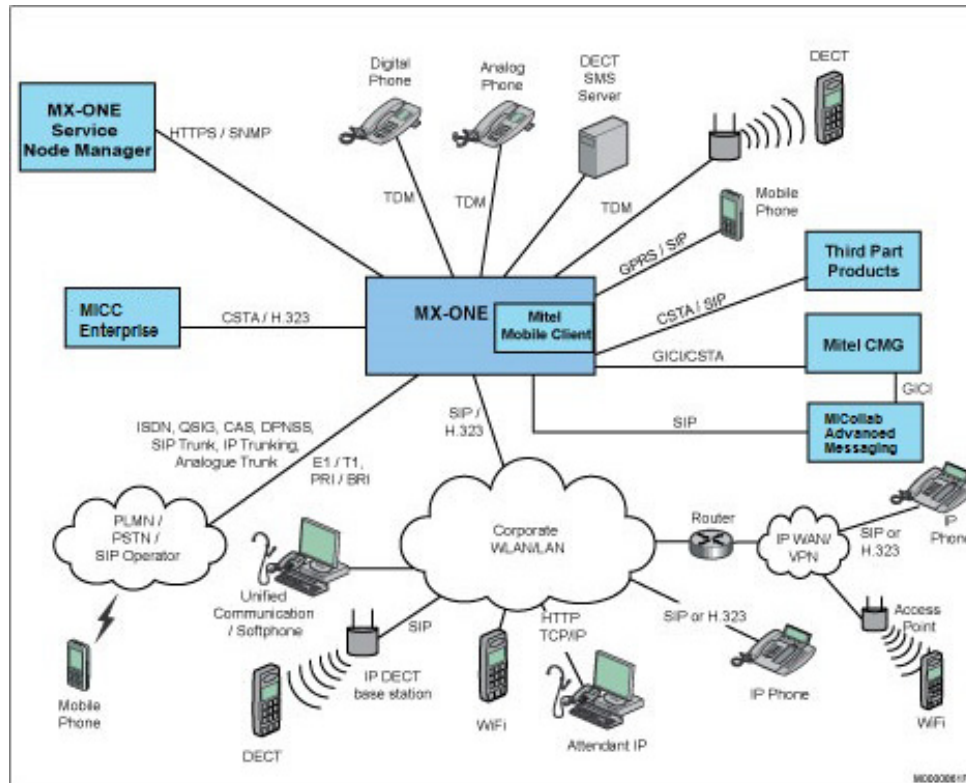 Digital
Phone
Analog
Phone
DECT
SMS
Server
DECT
MX-ONE
Service
Node Manager
HTTPS / SNMP
TDM
TDM
TDM
Mobile
Phone
GPRS / SIP
Third Part
Products
MICC
Enterprise
CSTA / H.323
MX-ONE
Mitel
Mobile Client
CSTA / SIP
GICI/CSTA
Mitel CMG
GICI
SIP
MiCollab
Advanced
Messaging
ISDN, QSIG, CAS, DPNSS,
SIP Trunk, IP Trunking,
Analogue Trunk
E1 / T1,
PRI / BRI
SIP /
H.323
PLMN /
PSTN /
SIP Operator
Corporate
WLAN/LAN
Router
IP WAN/
VPN
SIP or
H.323
IP
Phone
Unified
Communication
/ Softphone
SIP
HTTP
TCP/IP
SIP or H.323
Access
Point
IP DECT
base station
IP Phone
Mobile
Phone
DECT
WiFi
Attendant IP
WiFi